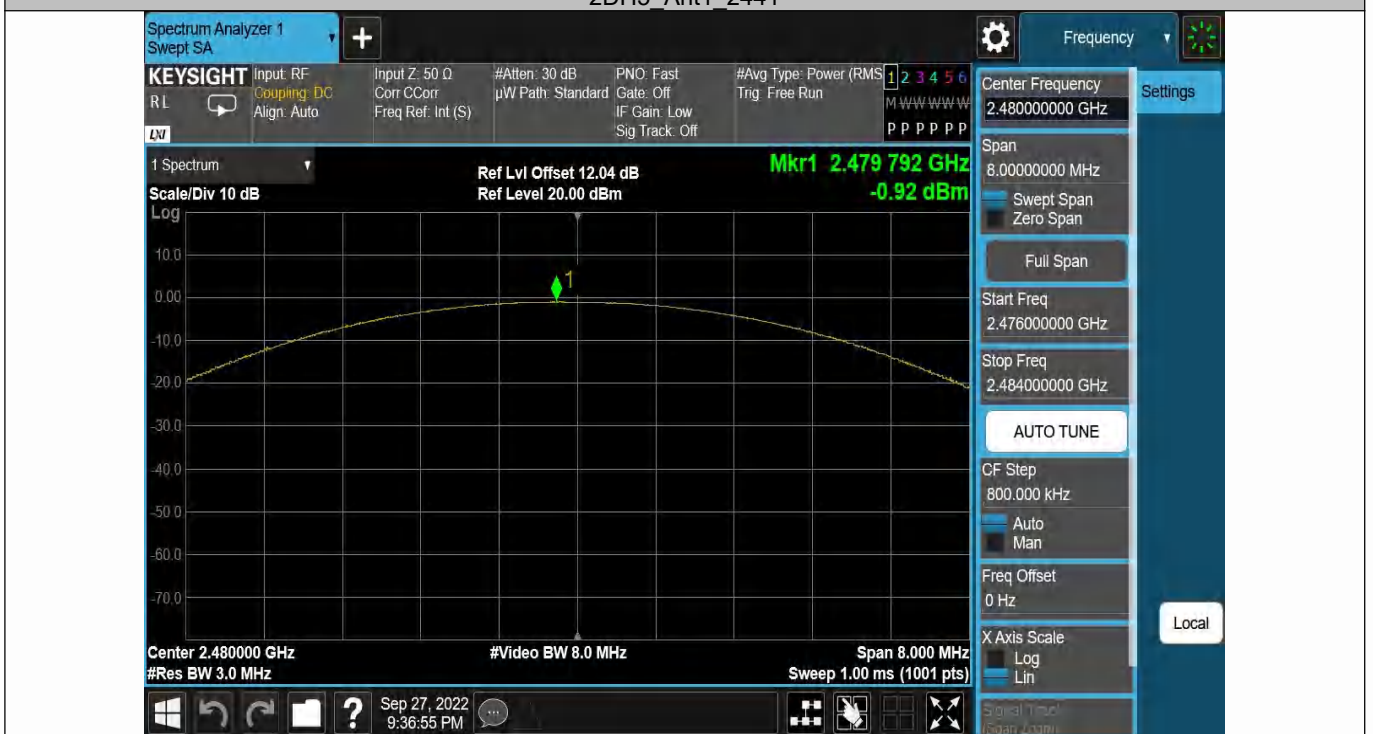 2DH5_Ant1_2441
Spectrum Analyzer 1
Swept SA
Frequency
KEYSIGHT
RL
LXI
Input: RF
Coupling: DC
Align: Auto
Input Z: 50 Ω
Corr CCorr
Freq Ref: Int (S)
#Atten: 30 dB
µW Path: Standard
PNO: Fast
Gate: Off
IF Gain: Low
Sig Track: Off
#Avg Type: Power (RMS
Trig: Free Run
1 2 3 4 5 6
M W W W W W
P P P P P P
Center Frequency
2.480000000 GHz
Settings
Span
8.00000000 MHz
Swept Span
Zero Span
Full Span
Start Freq
2.476000000 GHz
Stop Freq
2.484000000 GHz
AUTO TUNE
CF Step
800.000 kHz
Auto
Man
Freq Offset
0 Hz
X Axis Scale
Log
Lin
Signal Track
(Span Zoom)
Local
1 Spectrum
Scale/Div 10 dB
Ref Lvl Offset 12.04 dB
Ref Level 20.00 dBm
Mkr1 2.479 792 GHz
-0.92 dBm
Log
10.0
0.00
-10.0
-20.0
-30.0
-40.0
-50.0
-60.0
-70.0
1
Center 2.480000 GHz
#Video BW 8.0 MHz
Span 8.000 MHz
#Res BW 3.0 MHz
Sweep 1.00 ms (1001 pts)
?
Sep 27, 2022
9:36:55 PM